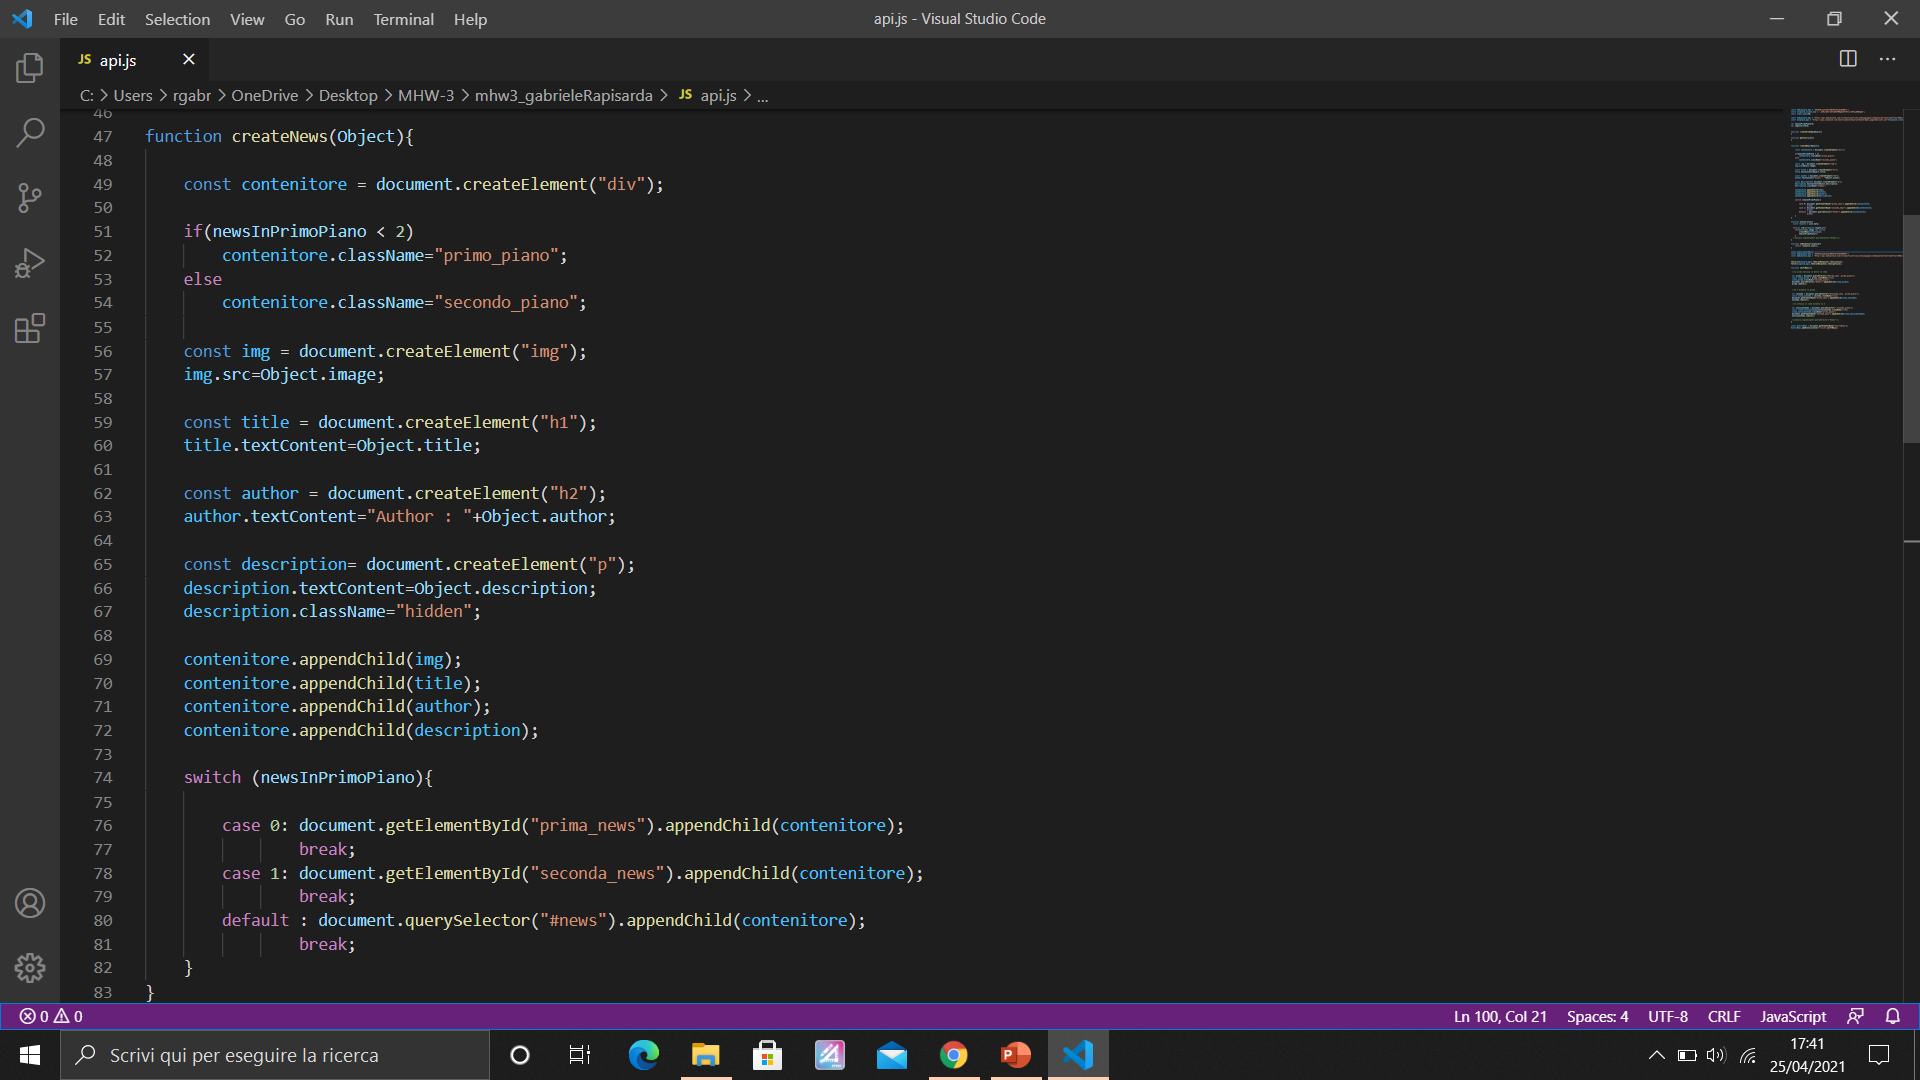 File Edit Selection View Go Run Terminal Help
api.js - Visual Studio Code
JS api.js
C: > Users > rgabr > OneDrive > Desktop > MHW-3 > mhw3_gabrieleRapisarda > JS api.js > ...
46
47 function createNews(Object){
48
49 const contenitore = document.createElement("div");
50
51 if(newsInPrimoPiano < 2)
52 contenitore.className="primo_piano";
53 else
54 contenitore.className="secondo_piano";
55
56 const img = document.createElement("img");
57 img.src=Object.image;
58
59 const title = document.createElement("h1");
60 title.textContent=Object.title;
61
62 const author = document.createElement("h2");
63 author.textContent="Author : "+Object.author;
64
65 const description= document.createElement("p");
66 description.textContent=Object.description;
67 description.className="hidden";
68
69 contenitore.appendChild(img);
70 contenitore.appendChild(title);
71 contenitore.appendChild(author);
72 contenitore.appendChild(description);
73
74 switch (newsInPrimoPiano){
75
76 case 0: document.getElementById("prima_news").appendChild(contenitore);
77 break;
78 case 1: document.getElementById("seconda_news").appendChild(contenitore);
79 break;
80 default : document.querySelector("#news").appendChild(contenitore);
81 break;
82 }
83 }
0 0
Ln 100, Col 21 Spaces: 4 UTF-8 CRLF JavaScript
Scrivi qui per eseguire la ricerca
17:41
25/04/2021